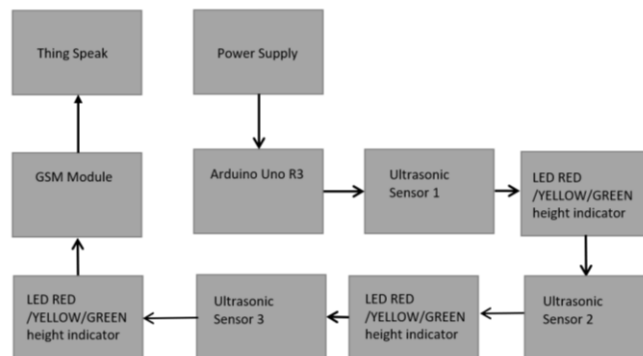 Thing Speak
Power Supply
GSM Module
Arduino Uno R3
Ultrasonic
Sensor 1
LED RED
/YELLOW/GREEN
height indicator
LED RED
/YELLOW/GREEN
height indicator
Ultrasonic
Sensor 3
LED RED
/YELLOW/GREEN
height indicator
Ultrasonic
Sensor 2